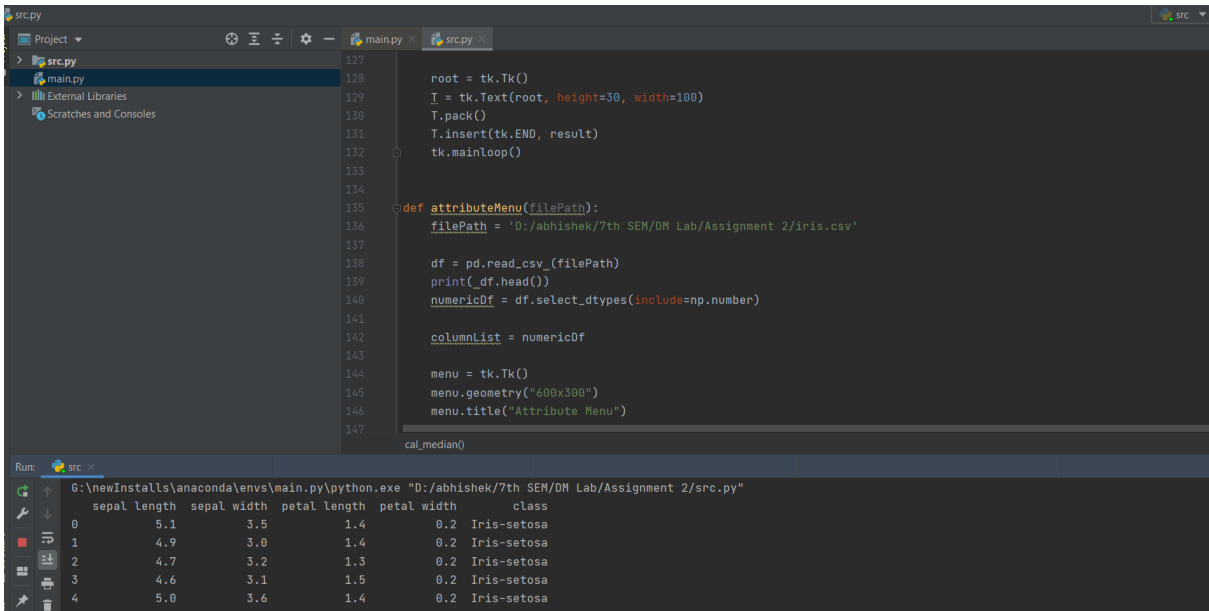 src.py
src
Project
main.py
src.py
src.py
main.py
External Libraries
Scratches and Consoles
127
128 root = tk.Tk()
129 T = tk.Text(root, height=30, width=100)
130 T.pack()
131 T.insert(tk.END, result)
132 tk.mainloop()
133
134
135 def attributeMenu(filePath):
136 filePath = 'D:/abhishek/7th SEM/DM Lab/Assignment 2/iris.csv'
137
138 df = pd.read_csv_(filePath)
139 print(_df.head())
140 numericDf = df.select_dtypes(include=np.number)
141
142 columnList = numericDf
143
144 menu = tk.Tk()
145 menu.geometry("600x300")
146 menu.title("Attribute Menu")
147
cal_median()
Run: src
G:\newInstalls\anaconda\envs\main.py\python.exe "D:/abhishek/7th SEM/DM Lab/Assignment 2/src.py"
sepal length sepal width petal length petal width class
0 5.1 3.5 1.4 0.2 Iris-setosa
1 4.9 3.0 1.4 0.2 Iris-setosa
2 4.7 3.2 1.3 0.2 Iris-setosa
3 4.6 3.1 1.5 0.2 Iris-setosa
4 5.0 3.6 1.4 0.2 Iris-setosa